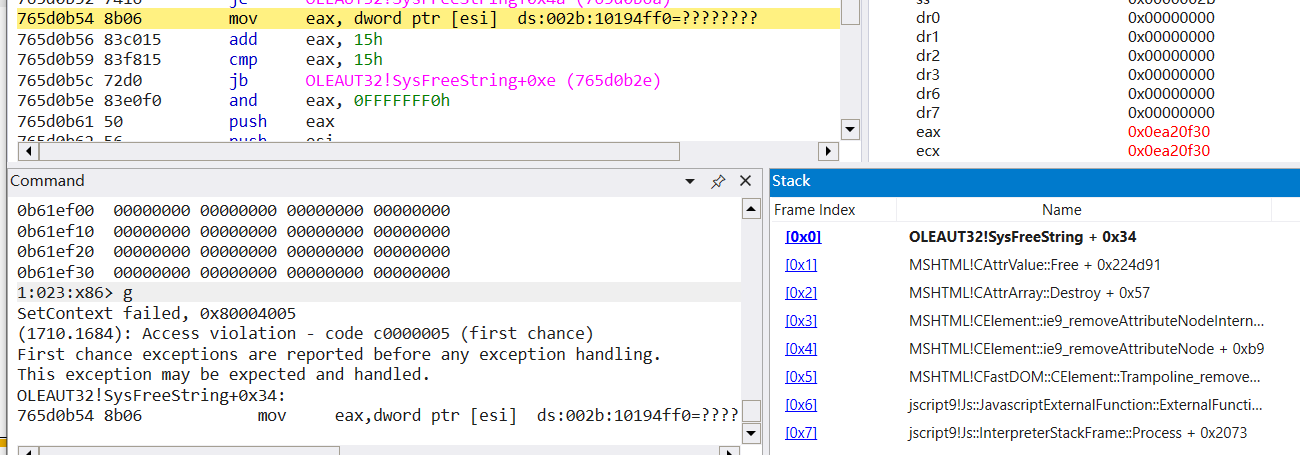 765d0b54 8b06 mov eax, dword ptr [esi] ds:002b:10194ff0=????????
765d0b56 83c015 add eax, 15h
765d0b59 83f815 cmp eax, 15h
765d0b5c 72d0 jb OLEAUT32!SysFreeString+0xe (765d0b2e)
765d0b5e 83e0f0 and eax, 0FFFFFFF0h
765d0b61 50 push eax
dr0 0x00000000
dr1 0x00000000
dr2 0x00000000
dr3 0x00000000
dr6 0x00000000
dr7 0x00000000
eax 0x0ea20f30
ecx 0x0ea20f30
Command
0b61ef00 00000000 00000000 00000000 00000000
0b61ef10 00000000 00000000 00000000 00000000
0b61ef20 00000000 00000000 00000000 00000000
0b61ef30 00000000 00000000 00000000 00000000
1:023:x86> g
SetContext failed, 0x80004005
(1710.1684): Access violation - code c0000005 (first chance)
First chance exceptions are reported before any exception handling.
This exception may be expected and handled.
OLEAUT32!SysFreeString+0x34:
765d0b54 8b06 mov eax,dword ptr [esi] ds:002b:10194ff0=????
Stack
Frame Index Name
[0x0] OLEAUT32!SysFreeString + 0x34
[0x1] MSHTML!CAttrValue::Free + 0x224d91
[0x2] MSHTML!CAttrArray::Destroy + 0x57
[0x3] MSHTML!CElement::ie9_removeAttributeNodeIntern...
[0x4] MSHTML!CElement::ie9_removeAttributeNode + 0xb9
[0x5] MSHTML!CFastDOM::CElement::Trampoline_remove...
[0x6] jscript9!Js::JavascriptExternalFunction::ExternalFuncti...
[0x7] jscript9!Js::InterpreterStackFrame::Process + 0x2073